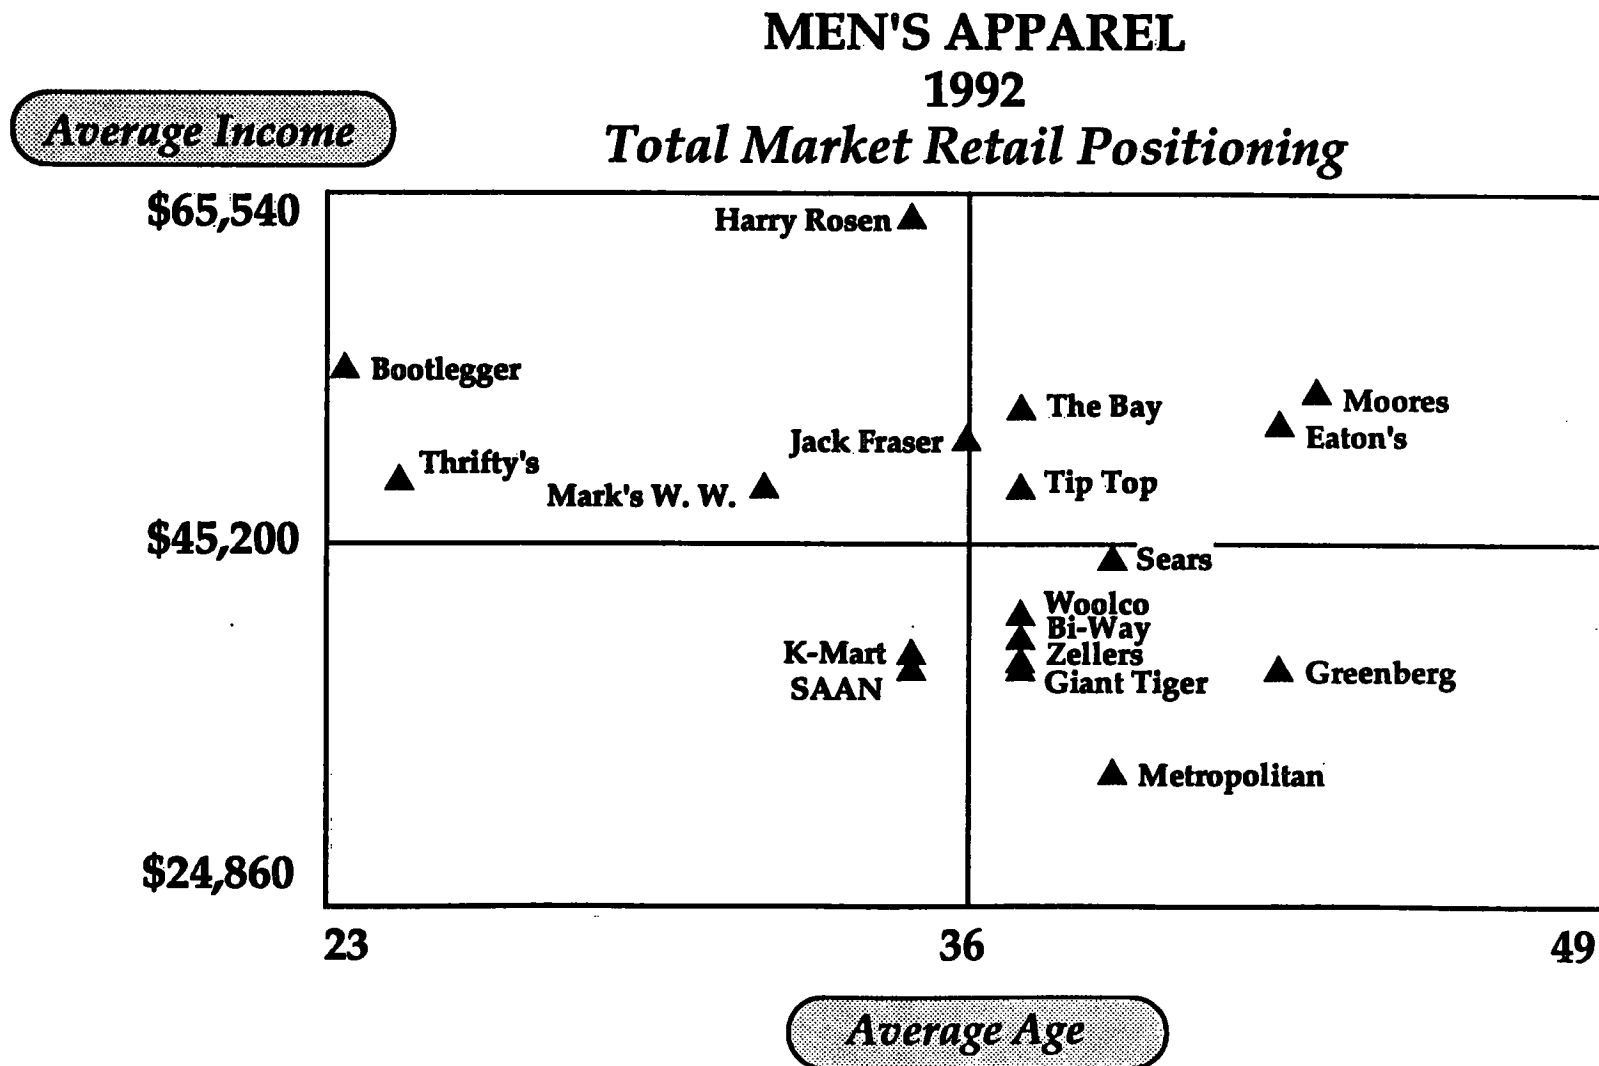 MEN'S APPAREL
1992
Average Income
Total Market Retail Positioning
$65,540
Harry Rosen
Bootlegger
The Bay
Moores
Jack Fraser
Eaton's
Thrifty's
Mark's W. W.
Tip Top
$45,200
Sears
Woolco
Bi-Way
K-Mart
Zellers
SAAN
Giant Tiger
Greenberg
Metropolitan
$24,860
23
36
49
Average Age